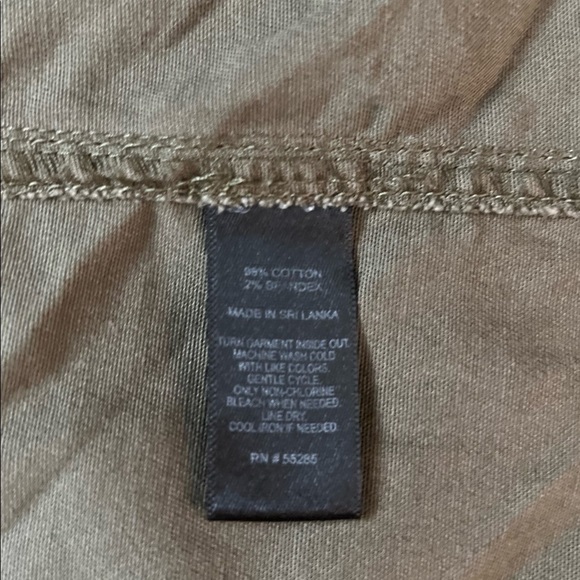 98% COTTON
2% SPANDEX
MADE IN SRI LANKA
TURN GARMENT INSIDE OUT.
MACHINE WASH COLD
WITH LIKE COLORS.
GENTLE CYCLE.
ONLY NON-CHLORINE
BLEACH WHEN NEEDED.
LINE DRY.
COOL IRON IF NEEDED.
RN # 55285